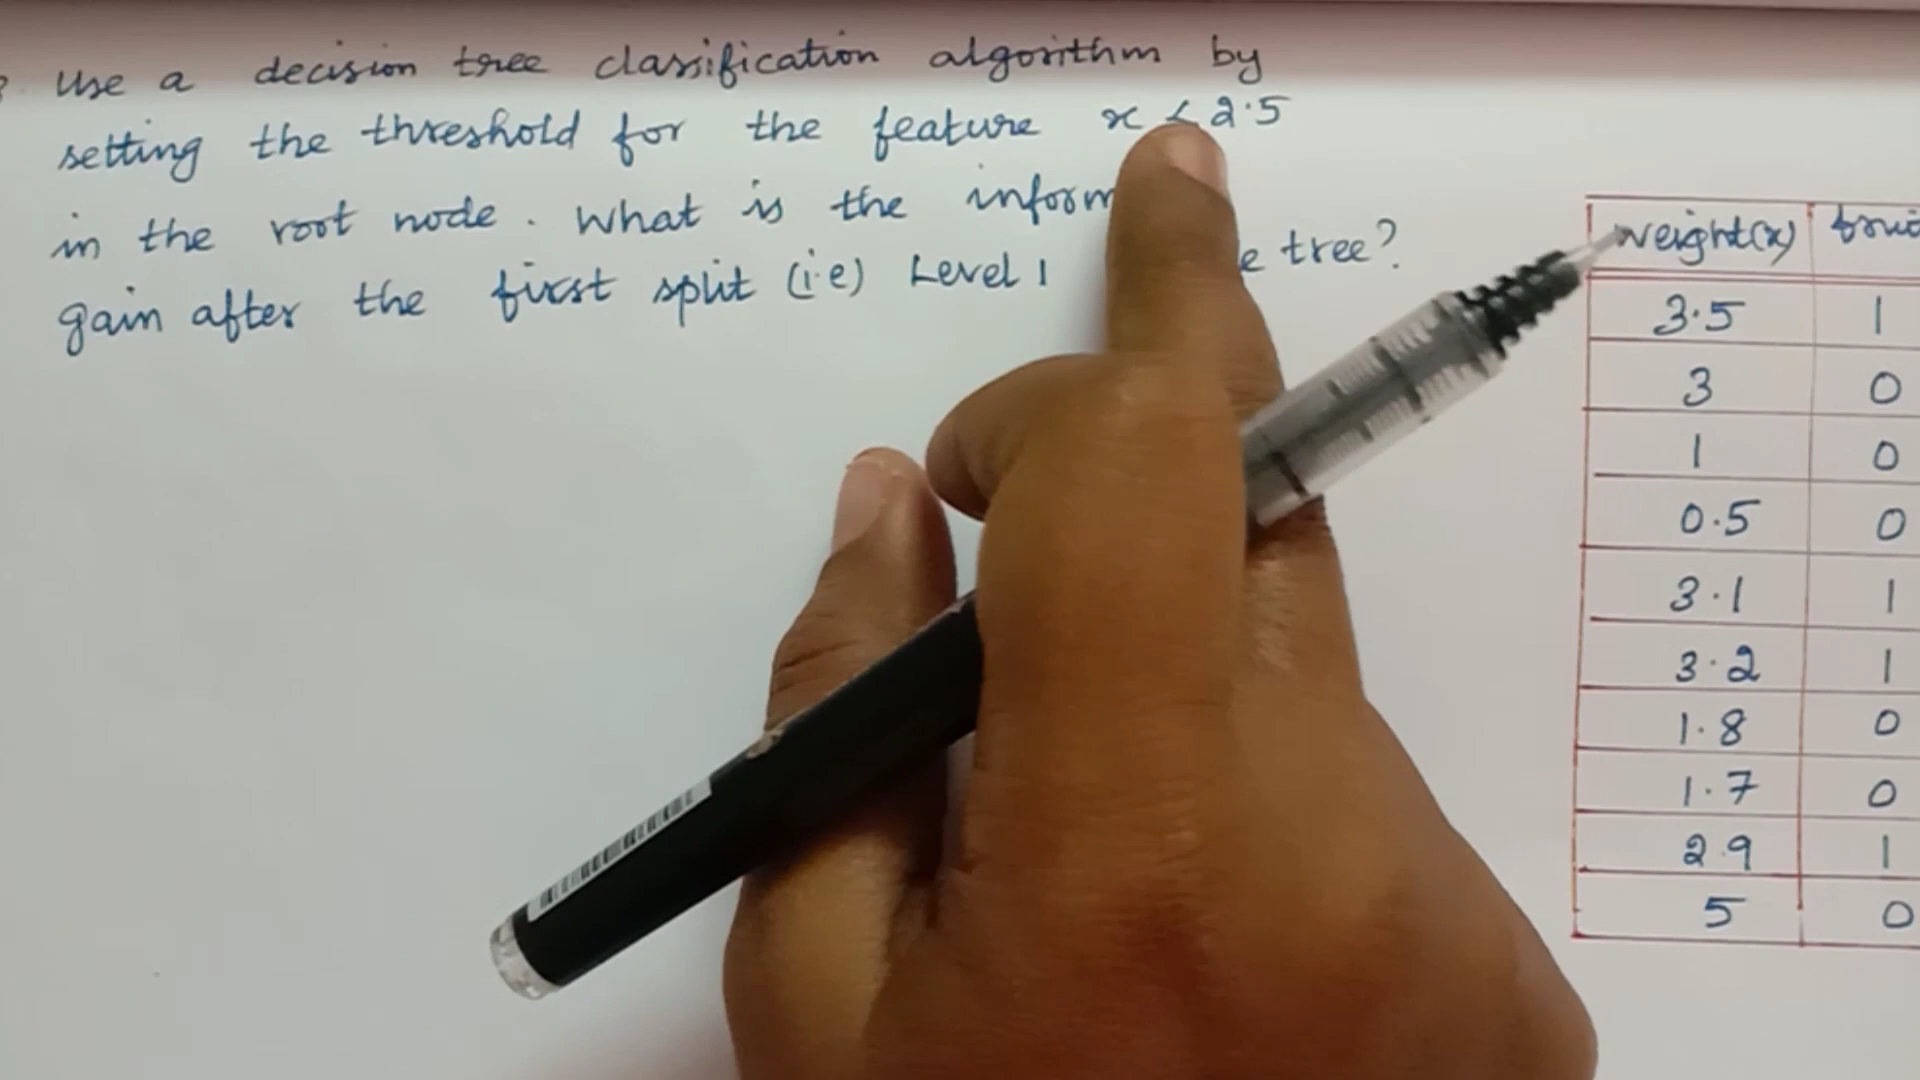 Use a decision tree classification algorithm by
setting the threshold for the feature x < 2.5
in the root node. What is the
gain after the first split (i.e) Level 1 tree?
weight(x)
3.5 1
3 0
1 0
0.5 0
3.1 1
3.2 1
1.8 0
1.7 0
2.9 1
5 0